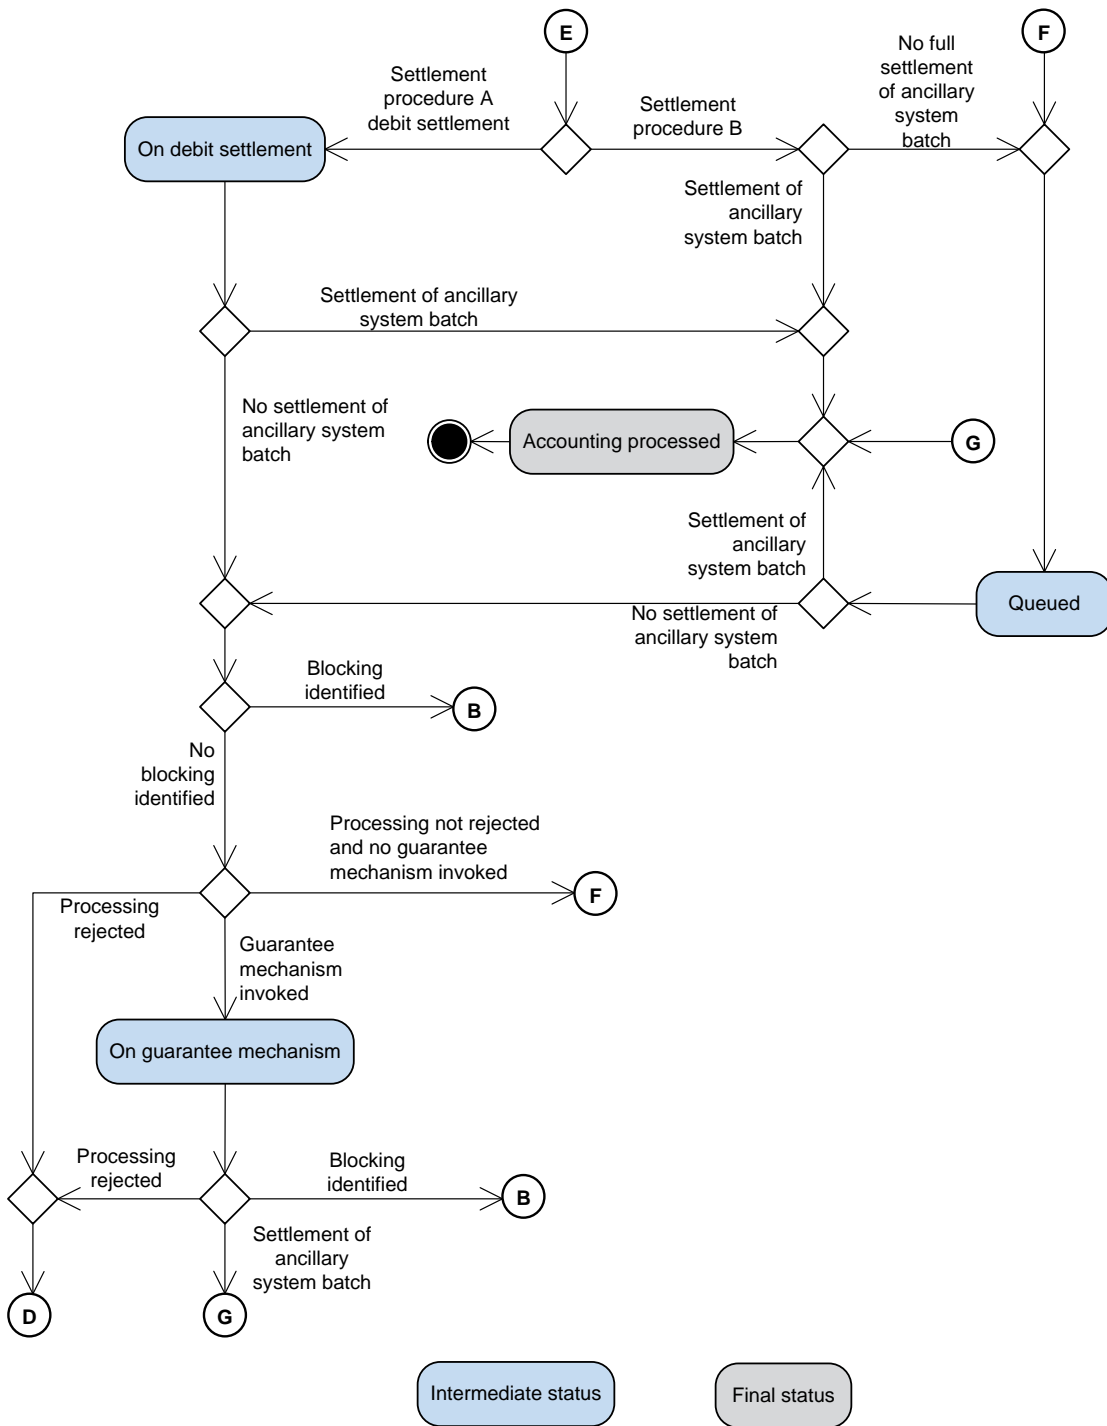 E
F
No full
settlement
of ancillary
system
batch
Settlement
procedure A
debit settlement
Settlement
procedure B
On debit settlement
Settlement of
ancillary
system batch
Settlement of ancillary
system batch
No settlement of
ancillary system
batch
Accounting processed
G
Settlement of
ancillary
system batch
Queued
No settlement of
ancillary system
batch
Blocking
identified
B
No
blocking
identified
Processing not rejected
and no guarantee
mechanism invoked
F
Processing
rejected
Guarantee
mechanism
invoked
On guarantee mechanism
Processing
rejected
Blocking
identified
B
Settlement of
ancillary
system batch
D
G
Intermediate status
Final status